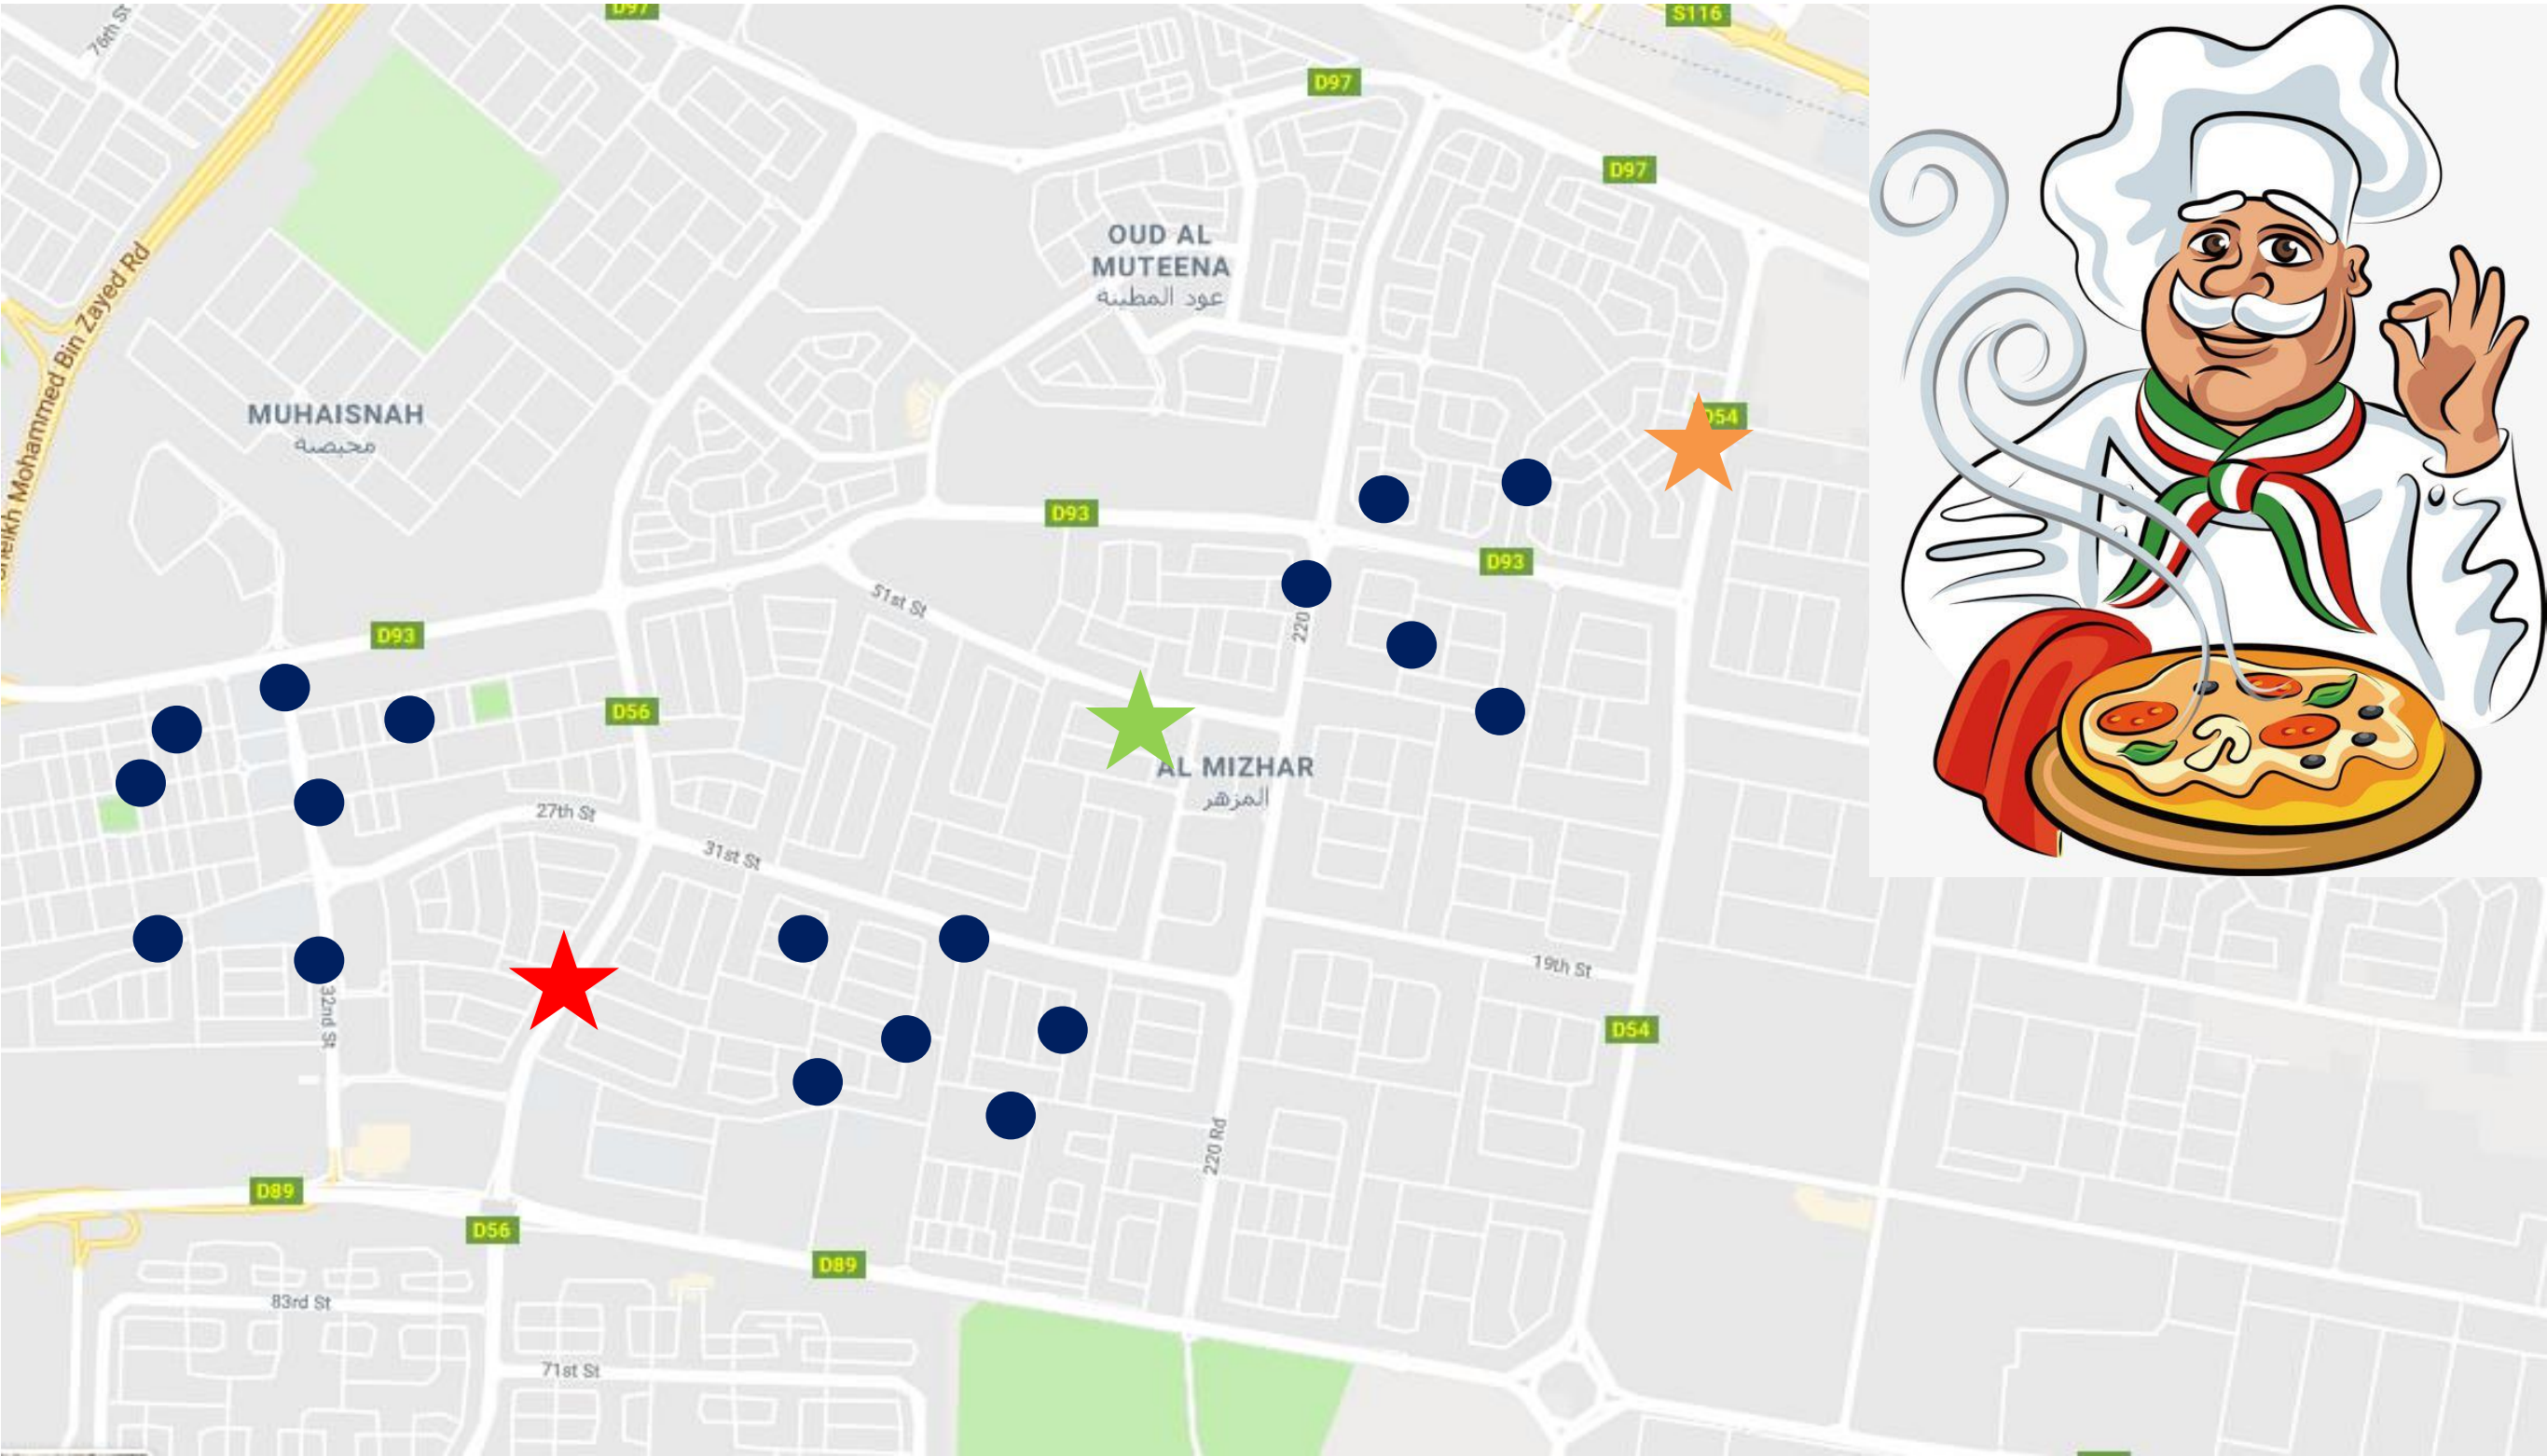 76th St
D97
S116
D97
D97
OUD AL
MUTEENA
عود المطينة
Sheikh Mohammed Bin Zayed Rd
MUHAISNAH
محيصنة
D54
D93
D93
51st St
220
D93
D56
AL MIZHAR
المزهر
27th St
31st St
19th St
32nd St
D54
220 Rd
D89
D56
D89
83rd St
71st St